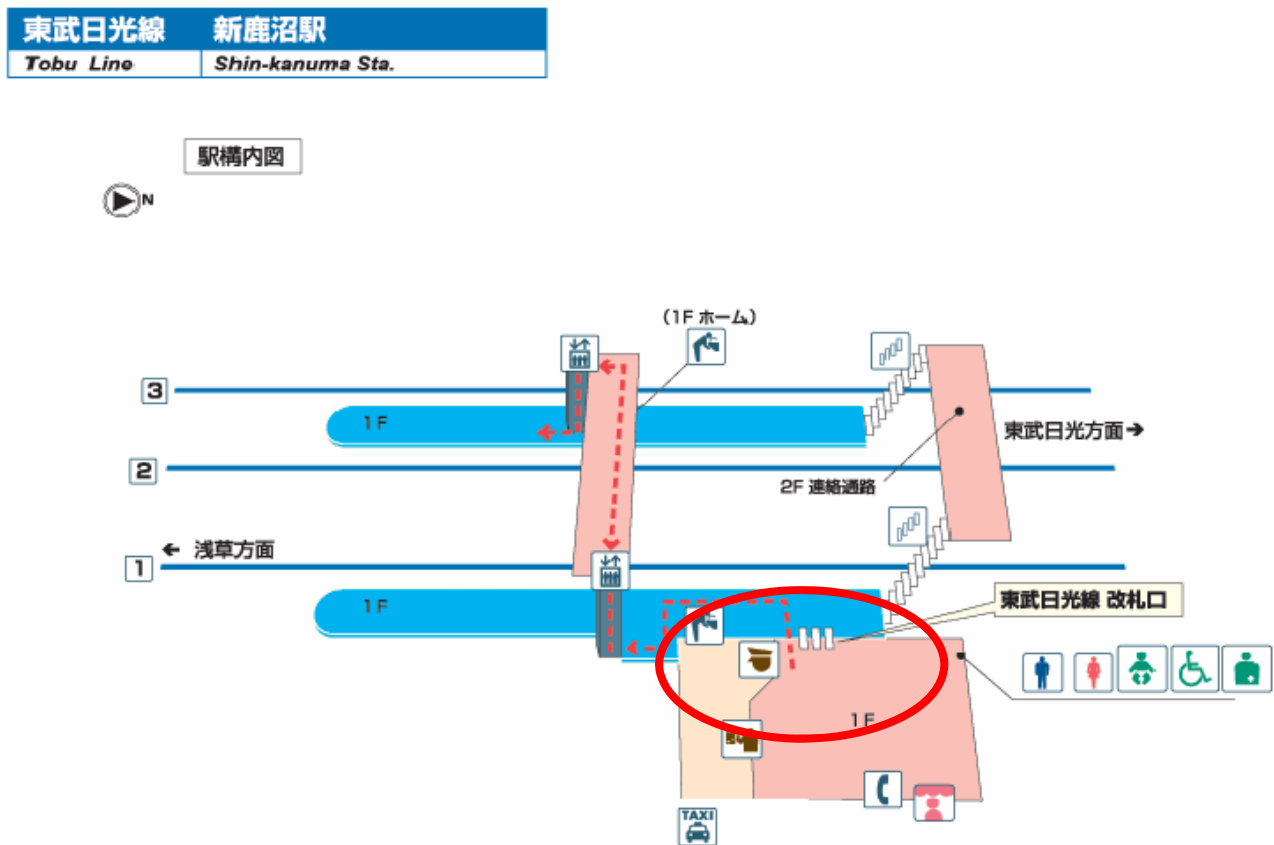 東武日光線 新鹿沼駅
Tobu Line Shin-kanuma Sta.
駅構内図
N
(1F ホーム)
3
1F
東武日光方面→
2
2F 連絡通路
← 浅草方面
1
1F
東武日光線 改札口
1F
TAXI